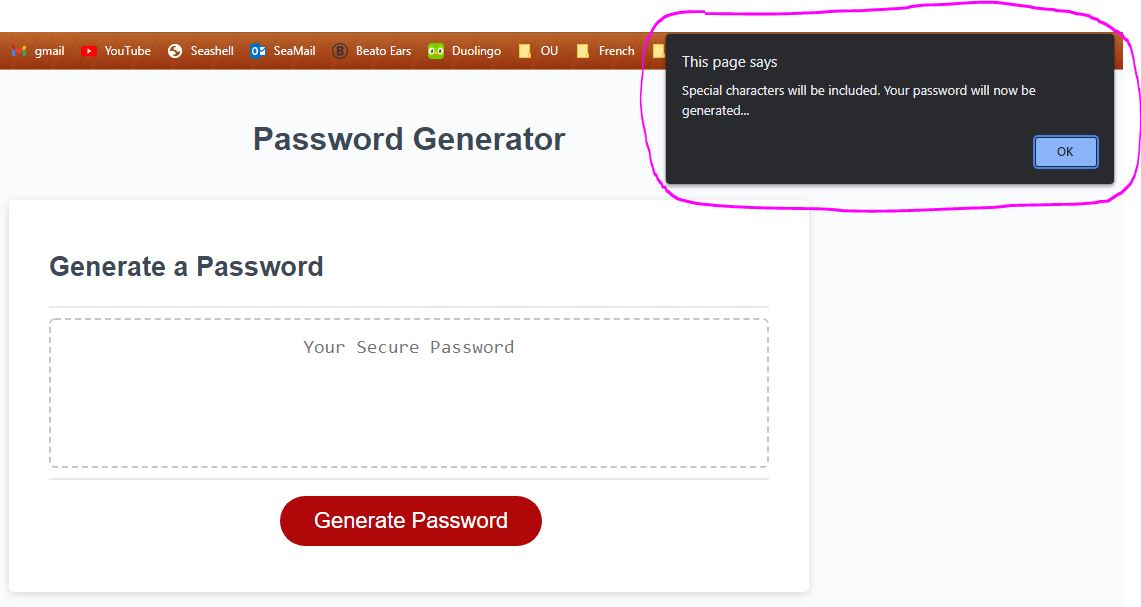 gmail YouTube Seashell SeaMail Beato Ears Duolingo OU French
This page says
Special characters will be included. Your password will now be
generated...
OK
Password Generator
Generate a Password
Your Secure Password
Generate Password